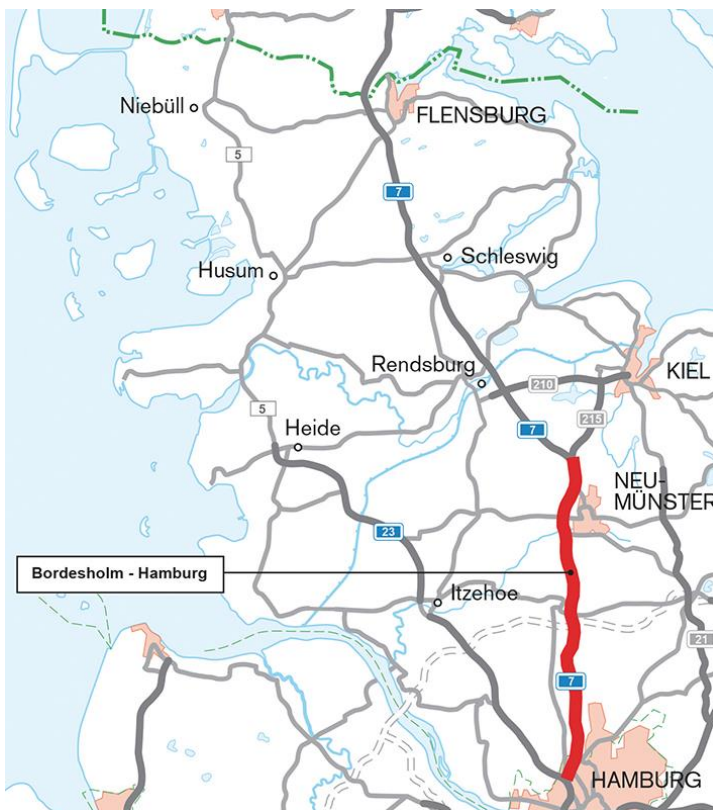 Niebüll
FLENSBURG
5
7
Schleswig
Husum
Rendsburg
210
KIEL
5
215
7
Heide
NEU-
MÜNSTER
23
Bordesholm - Hamburg
Itzehoe
21
7
HAMBURG